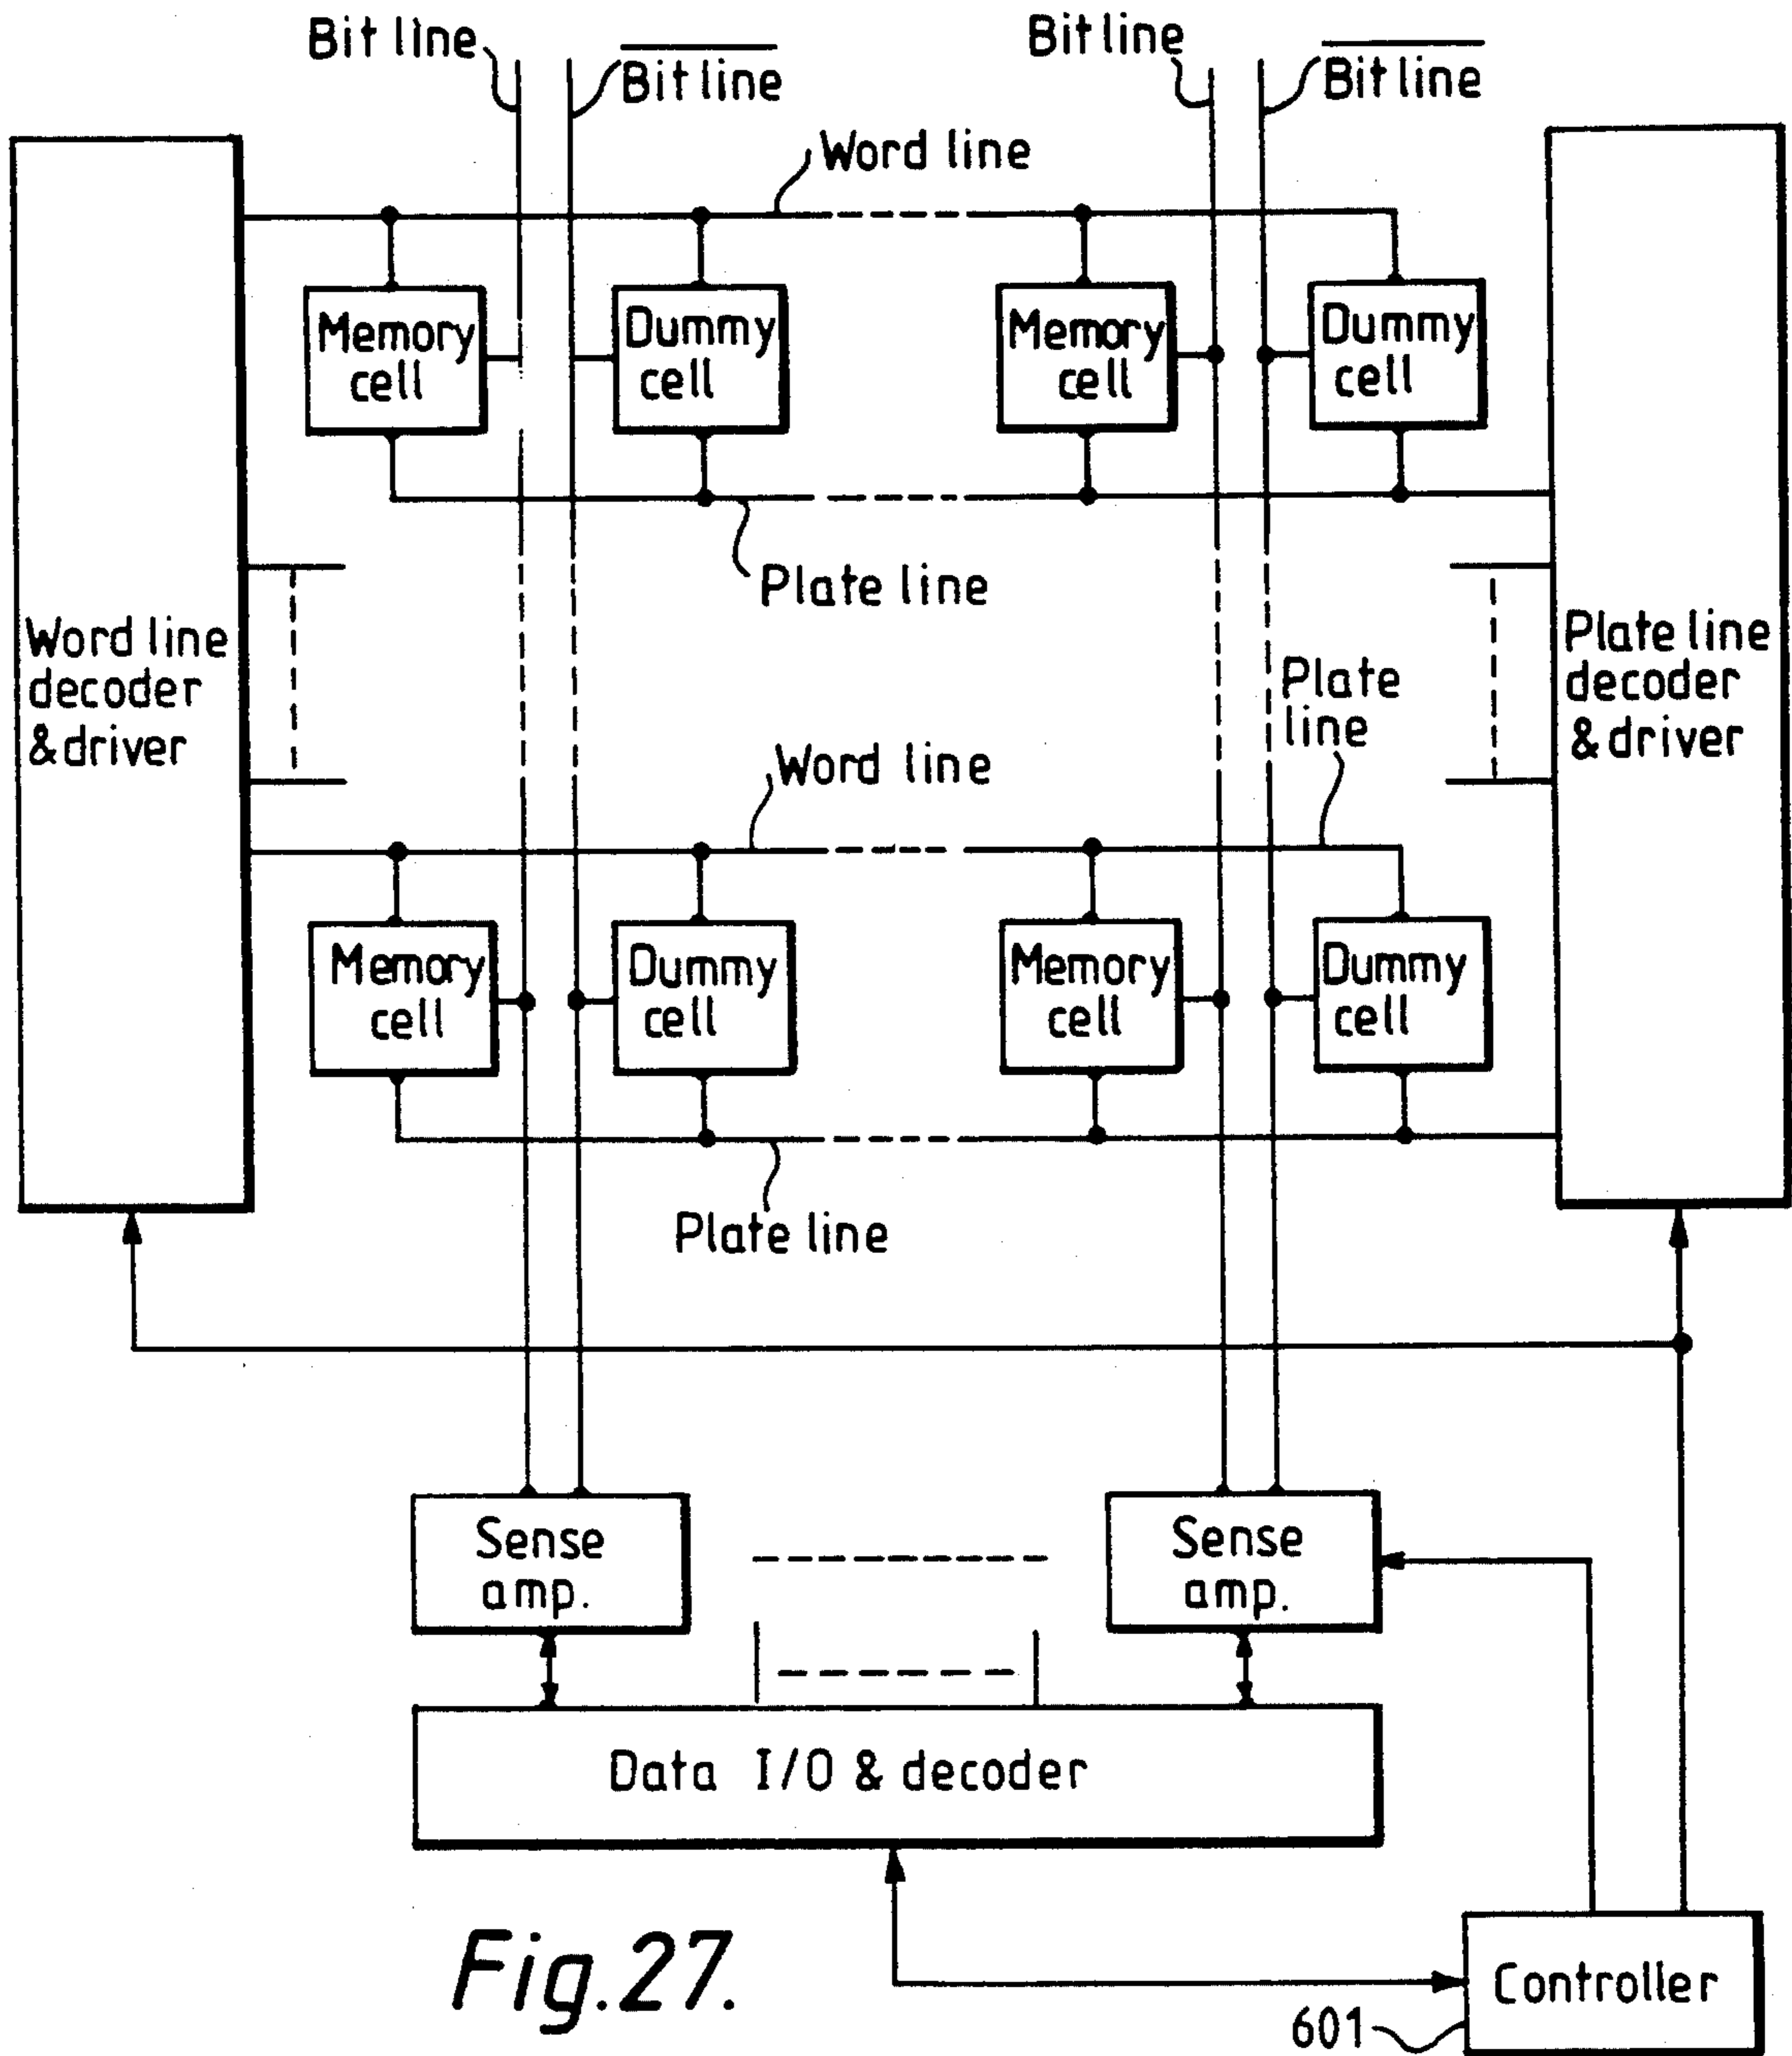 Bit line
Bit line
Bit line
Bit line
Word line
Memory
cell
Dummy
cell
Memory
cell
Dummy
cell
Plate line
Word line
decoder
& driver
Plate line
decoder
& driver
Plate
line
Word line
Memory
cell
Dummy
cell
Memory
cell
Dummy
cell
Plate line
Sense
amp.
Sense
amp.
Data I/O & decoder
Controller
601
Fig.27.